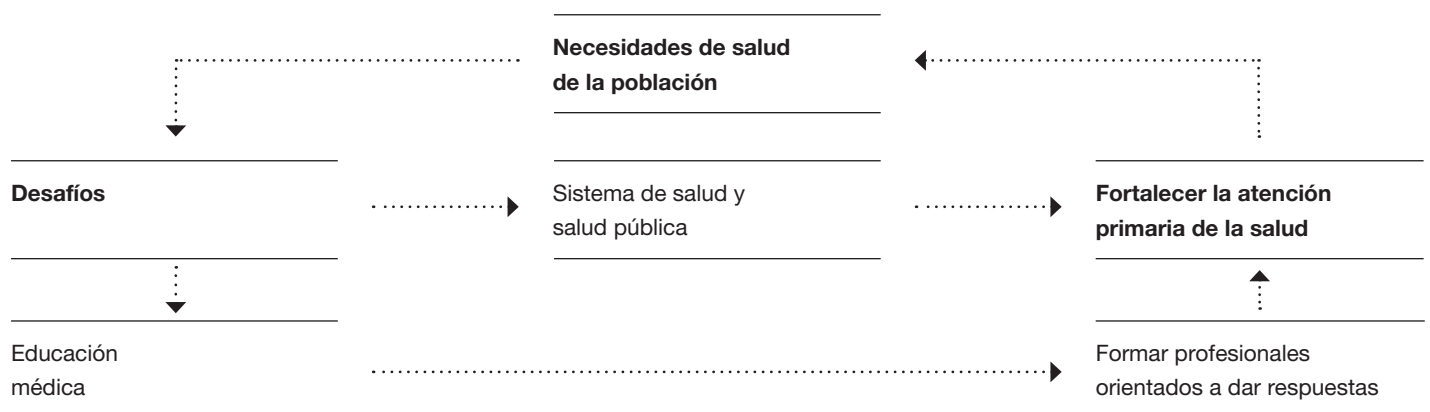 Necesidades de salud
de la población
Desafíos
Sistema de salud y
salud pública
Fortalecer la atención
primaria de la salud
Educación
médica
Formar profesionales
orientados a dar respuestas